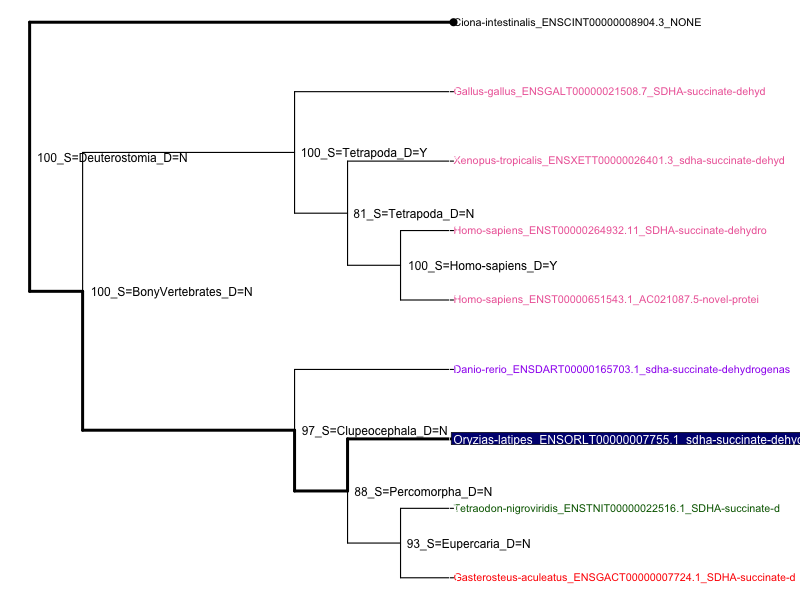 Ciona-intestinalis_ENSCINT00000008904.3_NONE
Gallus-gallus_ENSGALT00000021508.7_SDHA-succinate-dehyd
100_S=Tetrapoda_D=Y
100_S=Deuterostomia_D=N
Xenopus-tropicalis_ENSXETT00000026401.3_sdha-succinate-dehyd
81_S=Tetrapoda_D=N
Homo-sapiens_ENST00000264932.11_SDHA-succinate-dehydro
100_S=Homo-sapiens_D=Y
100_S=BonyVertebrates_D=N
Homo-sapiens_ENST00000651543.1_AC021087.5-novel-protei
Danio-rerio_ENSDART00000165703.1_sdha-succinate-dehydrogenas
97_S=Clupeocephala_D=N
Oryzias-latipes_ENSORLT00000007755.1_sdha-succinate-dehyd
88_S=Percomorpha_D=N
Tetraodon-nigroviridis_ENSTNIT00000022516.1_SDHA-succinate-d
93_S=Eupercaria_D=N
Gasterosteus-aculeatus_ENSGACT00000007724.1_SDHA-succinate-d